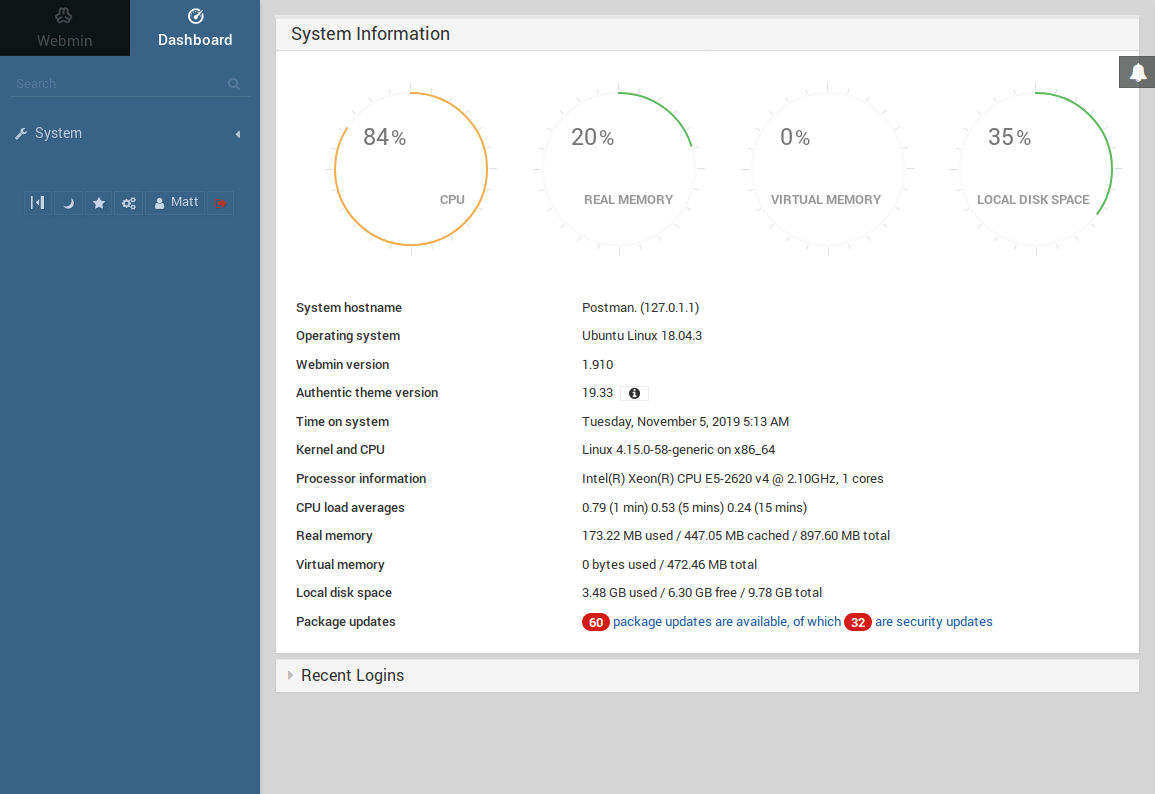 Webmin
Dashboard
Search
System
Matt
System Information
84%
CPU
20%
REAL MEMORY
0%
VIRTUAL MEMORY
35%
LOCAL DISK SPACE
System hostname Postman. (127.0.1.1)
Operating system Ubuntu Linux 18.04.3
Webmin version 1.910
Authentic theme version 19.33
Time on system Tuesday, November 5, 2019 5:13 AM
Kernel and CPU Linux 4.15.0-58-generic on x86_64
Processor information Intel(R) Xeon(R) CPU E5-2620 v4 @ 2.10GHz, 1 cores
CPU load averages 0.79 (1 min) 0.53 (5 mins) 0.24 (15 mins)
Real memory 173.22 MB used / 447.05 MB cached / 897.60 MB total
Virtual memory 0 bytes used / 472.46 MB total
Local disk space 3.48 GB used / 6.30 GB free / 9.78 GB total
Package updates 60 package updates are available, of which 32 are security updates
Recent Logins